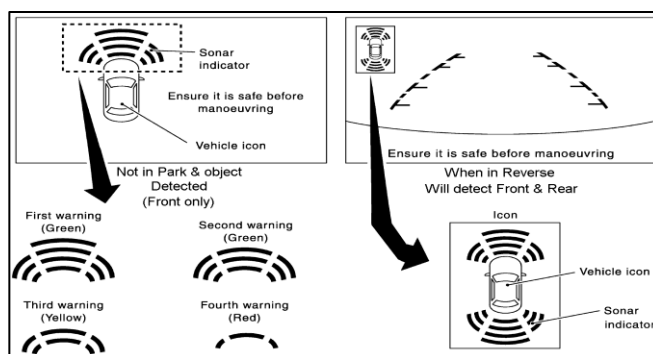 Sonar
indicator
Ensure it is safe before
manoeuvring
Vehicle icon
Not in Park & object
Detected
(Front only)
First warning
(Green)
Second warning
(Green)
Third warning
(Yellow)
Fourth warning
(Red)
Ensure it is safe before manoeuvring
When in Reverse
Will detect Front & Rear
Icon
Vehicle icon
Sonar
indicator